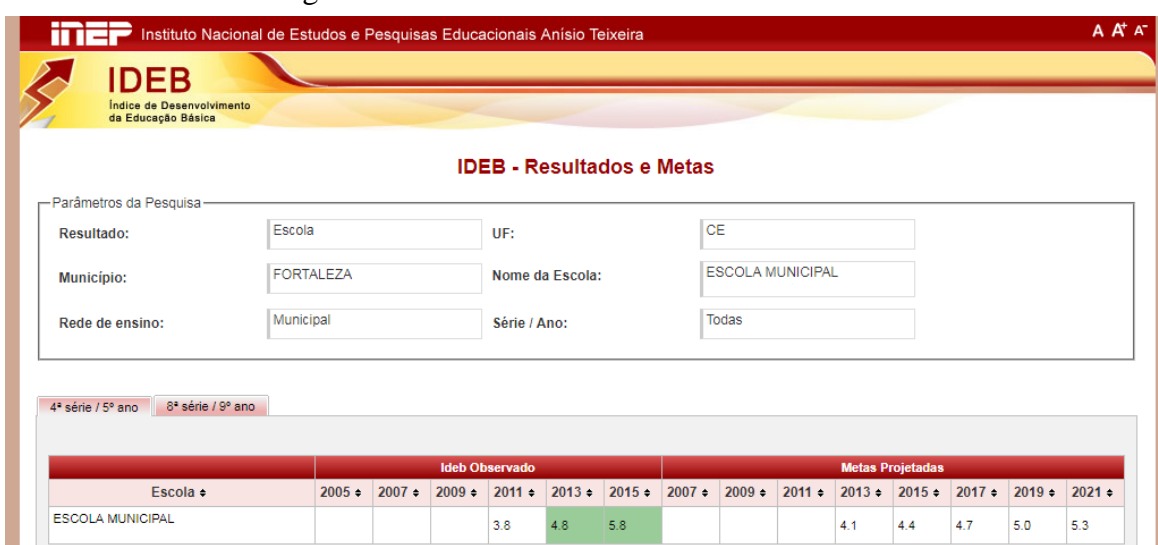 inep Instituto Nacional de Estudos e Pesquisas Educacionais Anísio Teixeira A A+ A-
IDEB
Índice de Desenvolvimento
da Educação Básica
IDEB - Resultados e Metas
Parâmetros da Pesquisa
Resultado: Escola UF: CE
Município: FORTALEZA Nome da Escola: ESCOLA MUNICIPAL
Rede de ensino: Municipal Série / Ano: Todas
4ª série / 5º ano 8ª série / 9º ano
Ideb Observado Metas Projetadas
Escola 2005 2007 2009 2011 2013 2015 2007 2009 2011 2013 2015 2017 2019 2021
ESCOLA MUNICIPAL 3.8 4.8 5.8 4.1 4.4 4.7 5.0 5.3